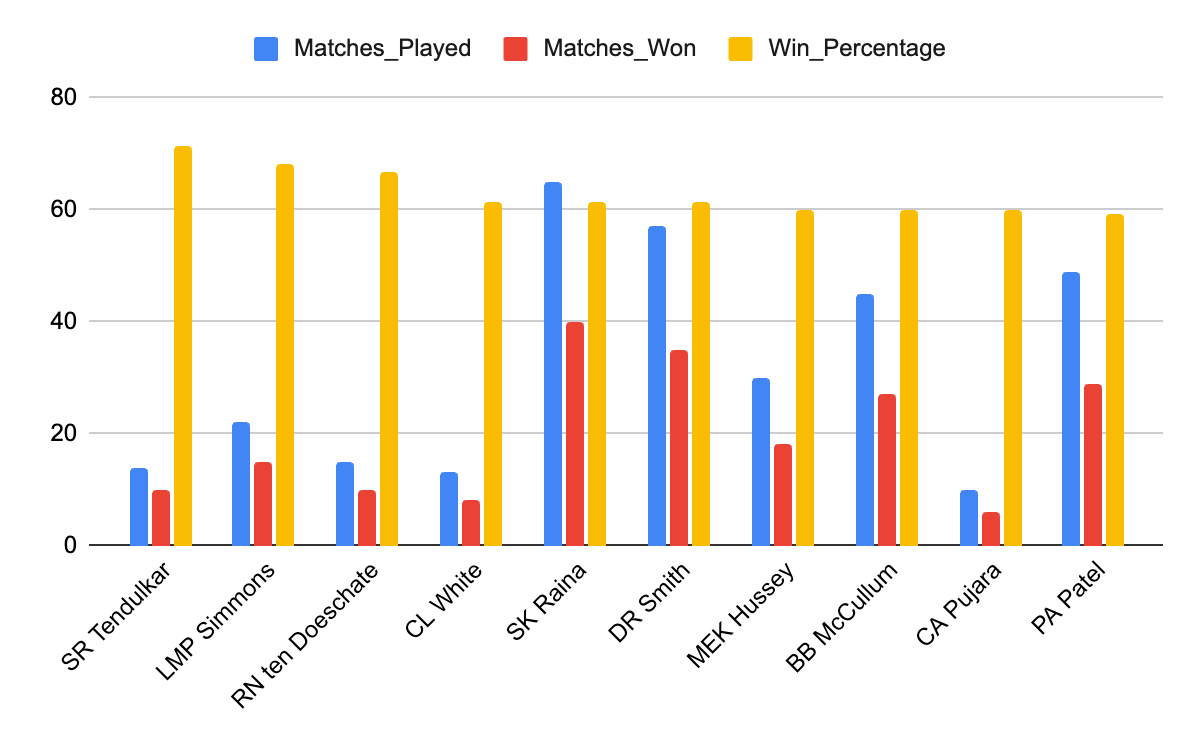 Matches_Played Matches_Won Win_Percentage
80
60
40
20
0
SR Tendulkar
LMP Simmons
RN ten Doeschate
CL White
SK Raina
DR Smith
MEK Hussey
BB McCullum
CA Pujara
PA Patel